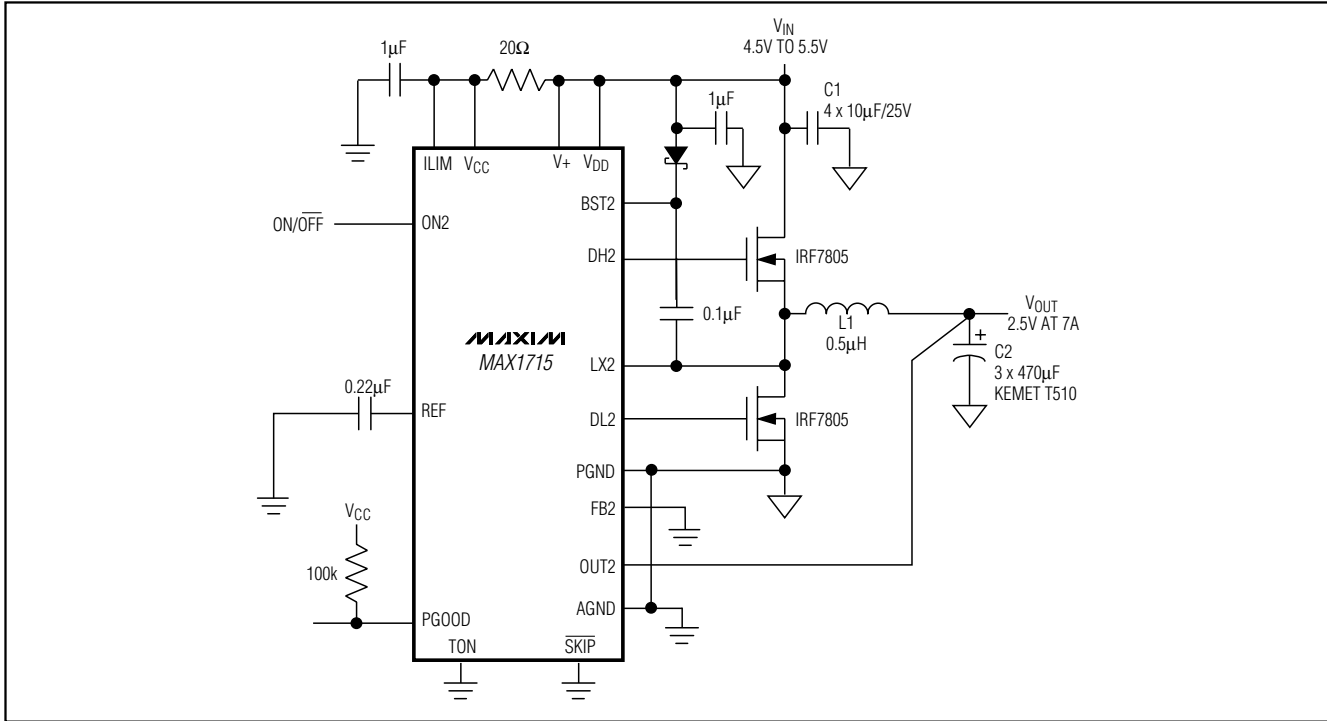 VIN
4.5V TO 5.5V
1µF
20Ω
1µF
C1
4 x 10µF/25V
ILIM
VCC
V+
VDD
BST2
ON/OFF
ON2
DH2
IRF7805
0.1µF
L1
0.5µH
VOUT
2.5V AT 7A
MAXIM
MAX1715
LX2
+
C2
3 x 470µF
KEMET T510
0.22µF
REF
DL2
IRF7805
PGND
FB2
VCC
100k
OUT2
AGND
PGOOD
TON
SKIP